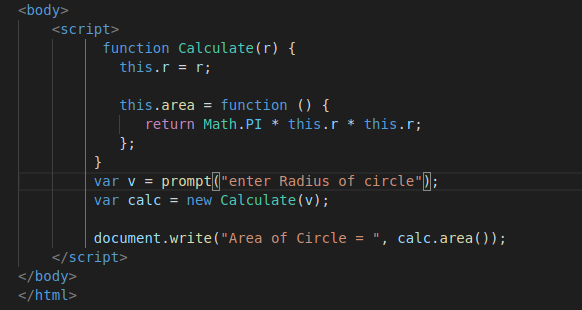 <body>
<script>
function Calculate(r) {
this.r = r;
this.area = function () {
return Math.PI * this.r * this.r;
};
}
var v = prompt("enter Radius of circle");
var calc = new Calculate(v);
document.write("Area of Circle = ", calc.area());
</script>
</body>
</html>